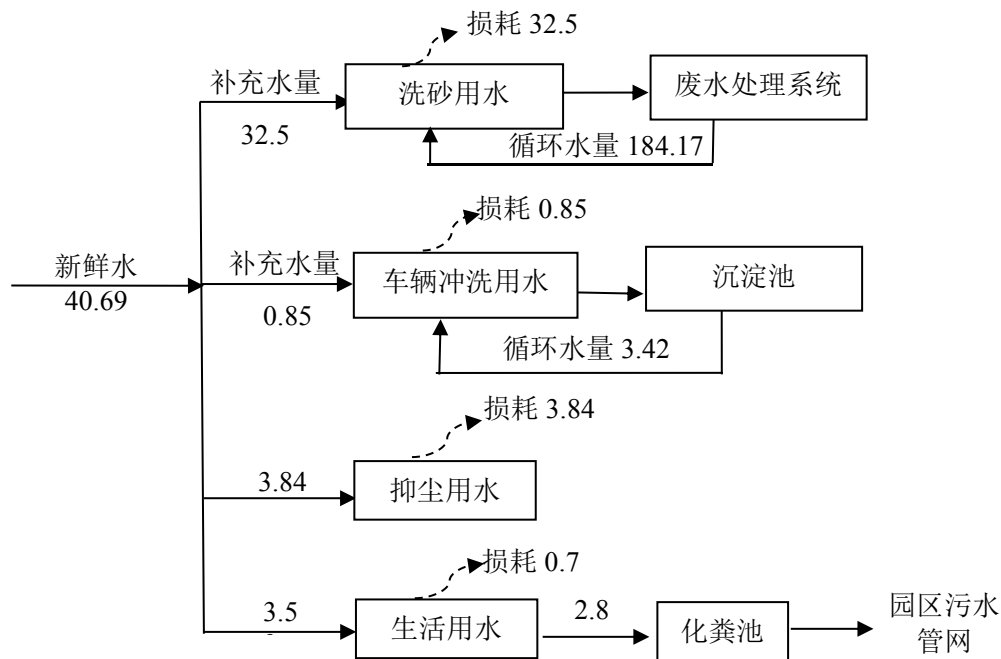 损耗 32.5
补充水量
32.5
洗砂用水
废水处理系统
循环水量 184.17
损耗 0.85
新鲜水
40.69
补充水量
0.85
车辆冲洗用水
沉淀池
循环水量 3.42
损耗 3.84
3.84
抑尘用水
损耗 0.7
3.5
生活用水
2.8
化粪池
园区污水
管网